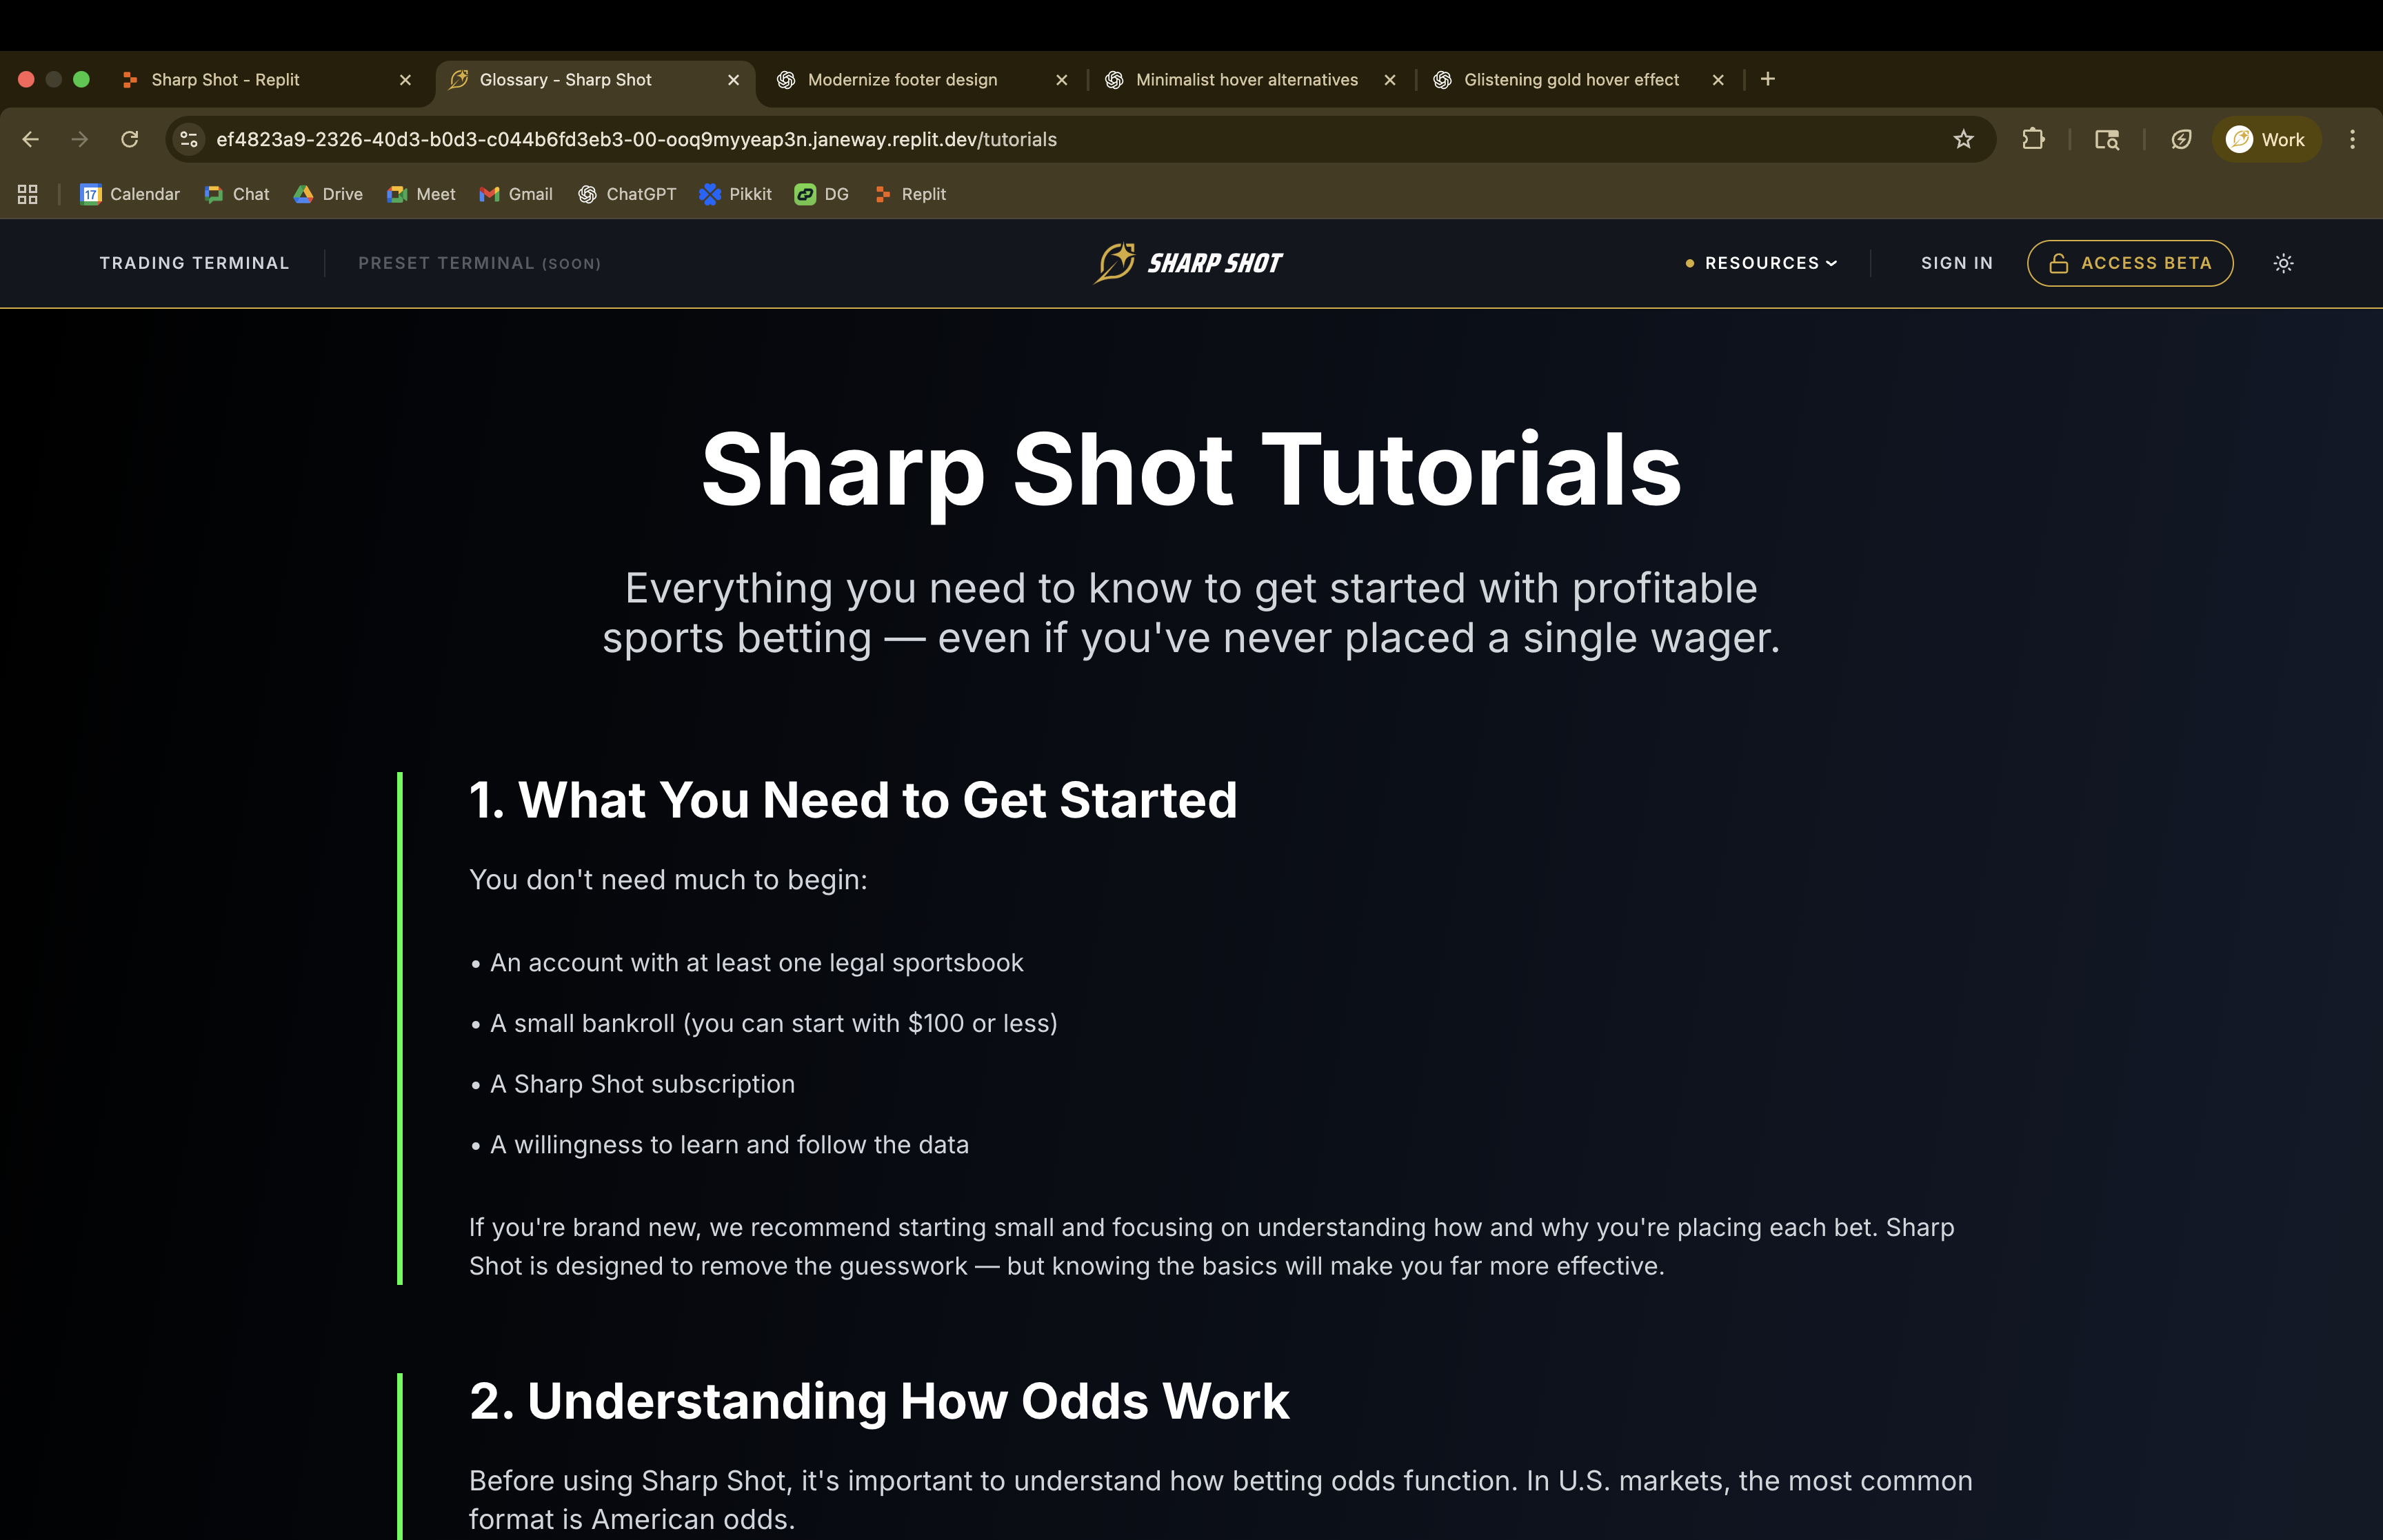 Sharp Shot - Replit
Glossary - Sharp Shot
Modernize footer design
Minimalist hover alternatives
Glistening gold hover effect
ef4823a9-2326-40d3-b0d3-c044b6fd3eb3-00-ooq9myyeap3n.janeway.replit.dev/tutorials
Work
17 Calendar
Chat
Drive
Meet
Gmail
ChatGPT
Pikkit
DG
Replit
TRADING TERMINAL
PRESET TERMINAL (SOON)
SHARP SHOT
RESOURCES
SIGN IN
ACCESS BETA
Sharp Shot Tutorials
Everything you need to know to get started with profitable
sports betting — even if you've never placed a single wager.
1. What You Need to Get Started
You don't need much to begin:
• An account with at least one legal sportsbook
• A small bankroll (you can start with $100 or less)
• A Sharp Shot subscription
• A willingness to learn and follow the data
If you're brand new, we recommend starting small and focusing on understanding how and why you're placing each bet. Sharp
Shot is designed to remove the guesswork — but knowing the basics will make you far more effective.
2. Understanding How Odds Work
Before using Sharp Shot, it's important to understand how betting odds function. In U.S. markets, the most common
format is American odds.